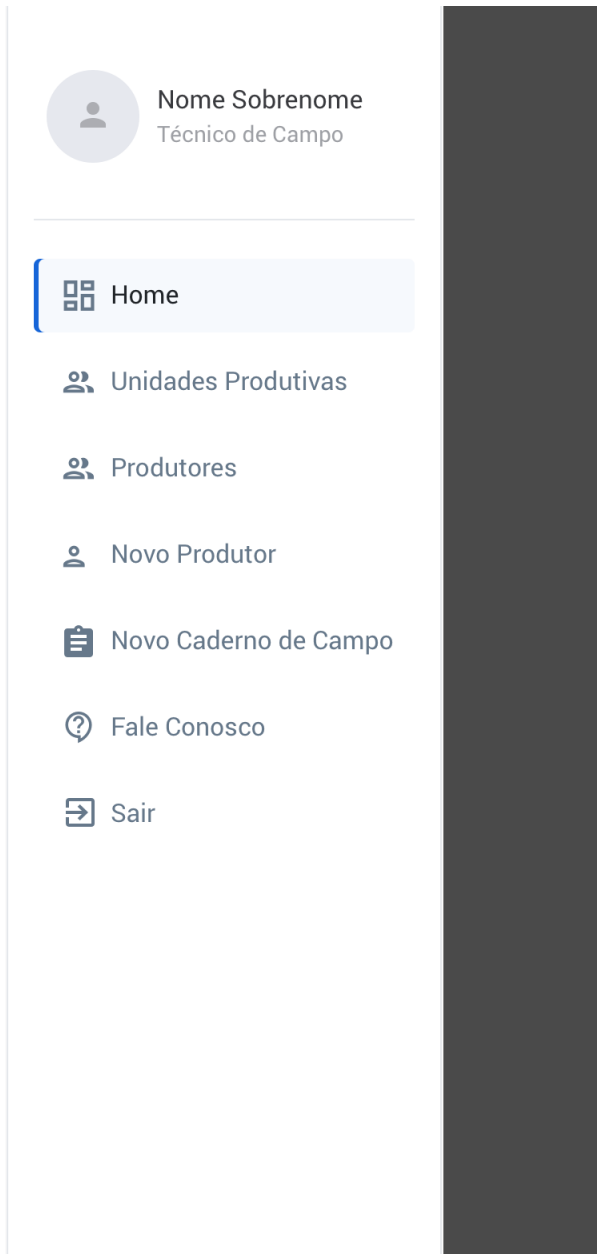 Nome Sobrenome
Técnico de Campo
Home
Unidades Produtivas
Produtores
Novo Produtor
Novo Caderno de Campo
Fale Conosco
Sair